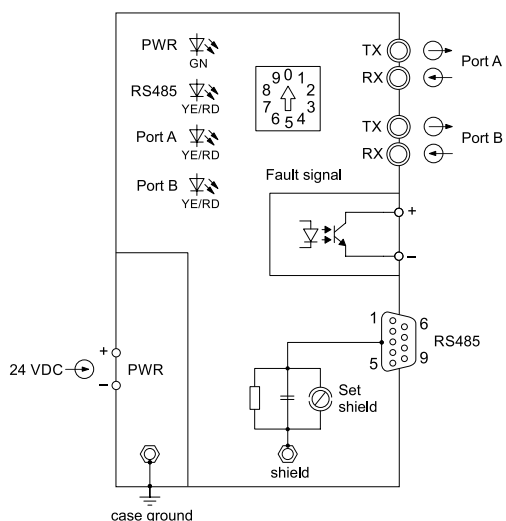 PWR
GN
RS485
YE/RD
Port A
YE/RD
Port B
YE/RD
9 0 1
8 2
7 3
6 5 4
TX
RX
Port A
TX
RX
Port B
Fault signal
+
–
1
6
5
9
RS485
Set
shield
shield
24 VDC
+
–
PWR
case ground